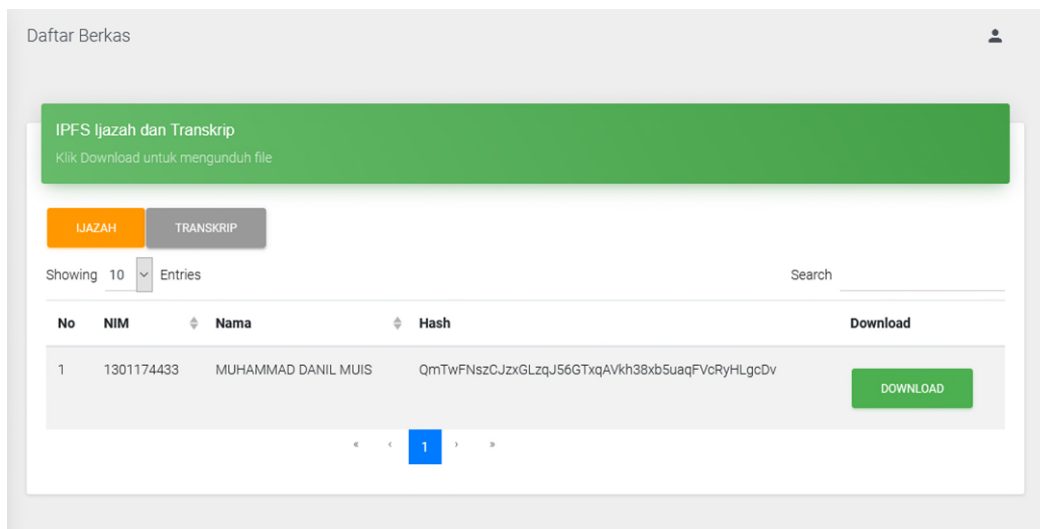 Daftar Berkas
IPFS Ijazah dan Transkrip
Klik Download untuk mengunduh file
IJAZAH TRANSKRIP
Showing 10 Entries Search
No NIM Nama Hash Download
1 1301174433 MUHAMMAD DANIL MUIS QmTwFNszCJzxGLzqJ56GTxqAVkh38xb5uaqFVcRyHLgcDv DOWNLOAD
« ‹ 1 › »